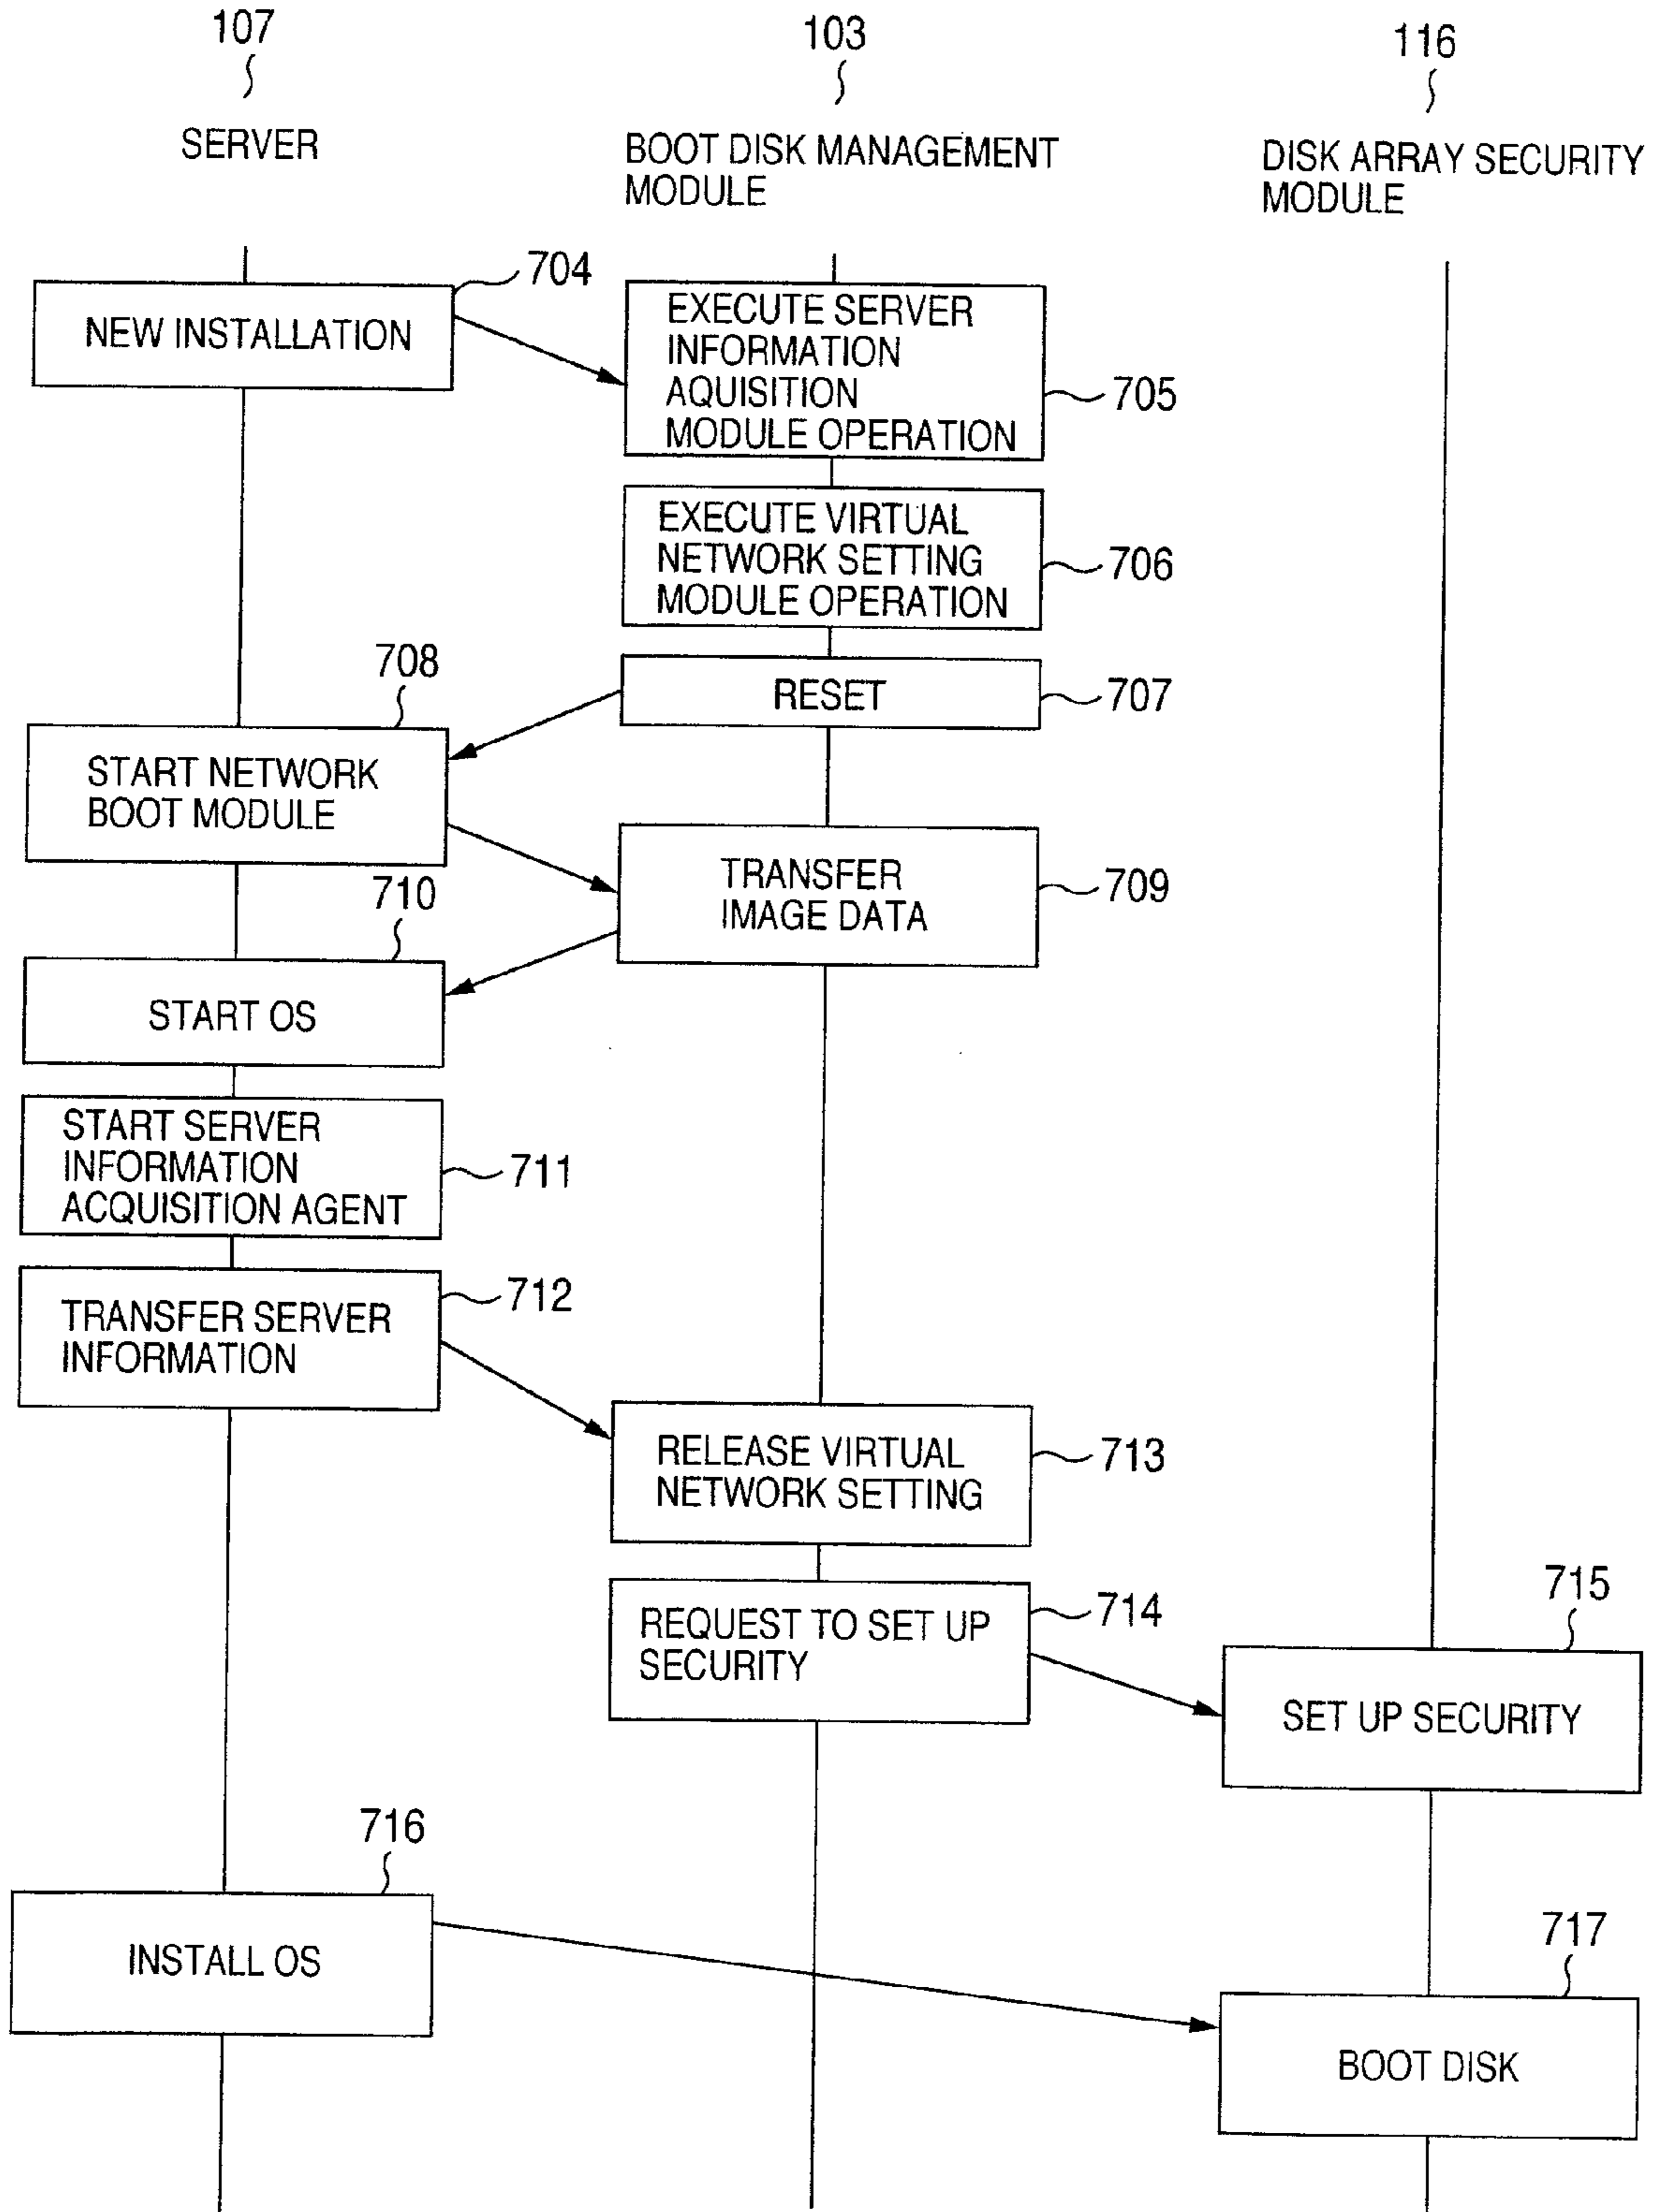 107
103
116
SERVER
BOOT DISK MANAGEMENT
MODULE
DISK ARRAY SECURITY
MODULE
704
NEW INSTALLATION
EXECUTE SERVER
INFORMATION
AQUISITION
MODULE OPERATION
705
EXECUTE VIRTUAL
NETWORK SETTING
MODULE OPERATION
706
708
RESET
707
START NETWORK
BOOT MODULE
TRANSFER
IMAGE DATA
709
710
START OS
START SERVER
INFORMATION
ACQUISITION AGENT
711
TRANSFER SERVER
INFORMATION
712
RELEASE VIRTUAL
NETWORK SETTING
713
REQUEST TO SET UP
SECURITY
714
715
SET UP SECURITY
716
INSTALL OS
717
BOOT DISK